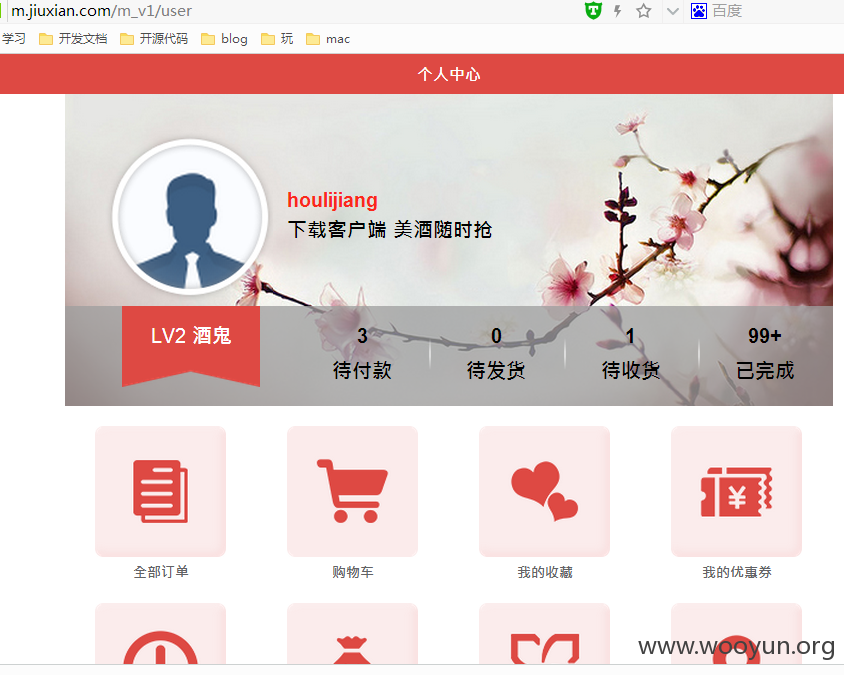 m.jiuxian.com/m_v1/user
百度
学习 开发文档 开源代码 blog 玩 mac
个人中心
houlijiang
下载客户端 美酒随时抢
LV2 酒鬼
3 0 1 99+
待付款 待发货 待收货 已完成
¥
全部订单 购物车 我的收藏 我的优惠券
www.wooyun.org